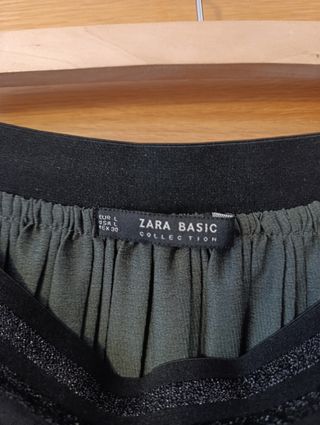 EUR L
USA L
MEX 30
ZARA BASIC
COLLECTION